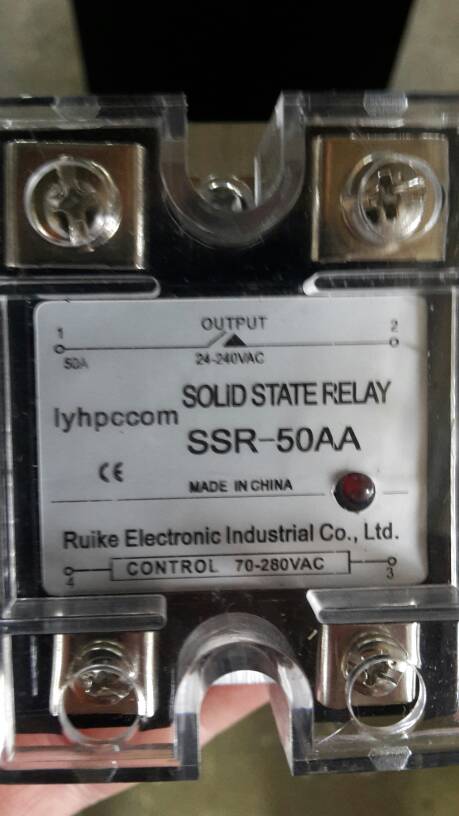 OUTPUT
1 2
50A 24-240VAC
SOLID STATE RELAY
lyhpccom
SSR-50AA
CE
MADE IN CHINA
Ruike Electronic Industrial Co., Ltd.
4 CONTROL 70-280VAC 3